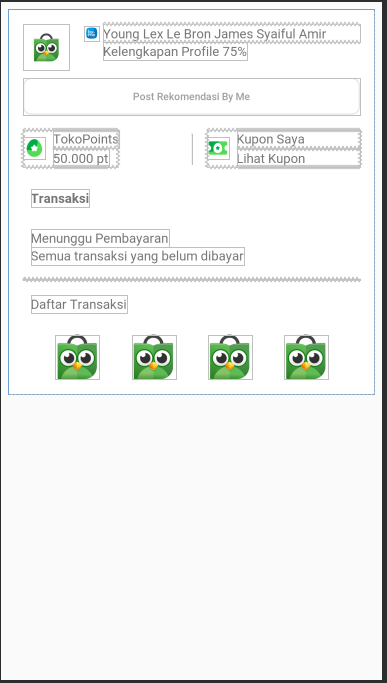 Young Lex Le Bron James Syaiful Amir
Kelengkapan Profile 75%
Post Rekomendasi By Me
TokoPoints
50.000 pt
Kupon Saya
Lihat Kupon
Transaksi
Menunggu Pembayaran
Semua transaksi yang belum dibayar
Daftar Transaksi